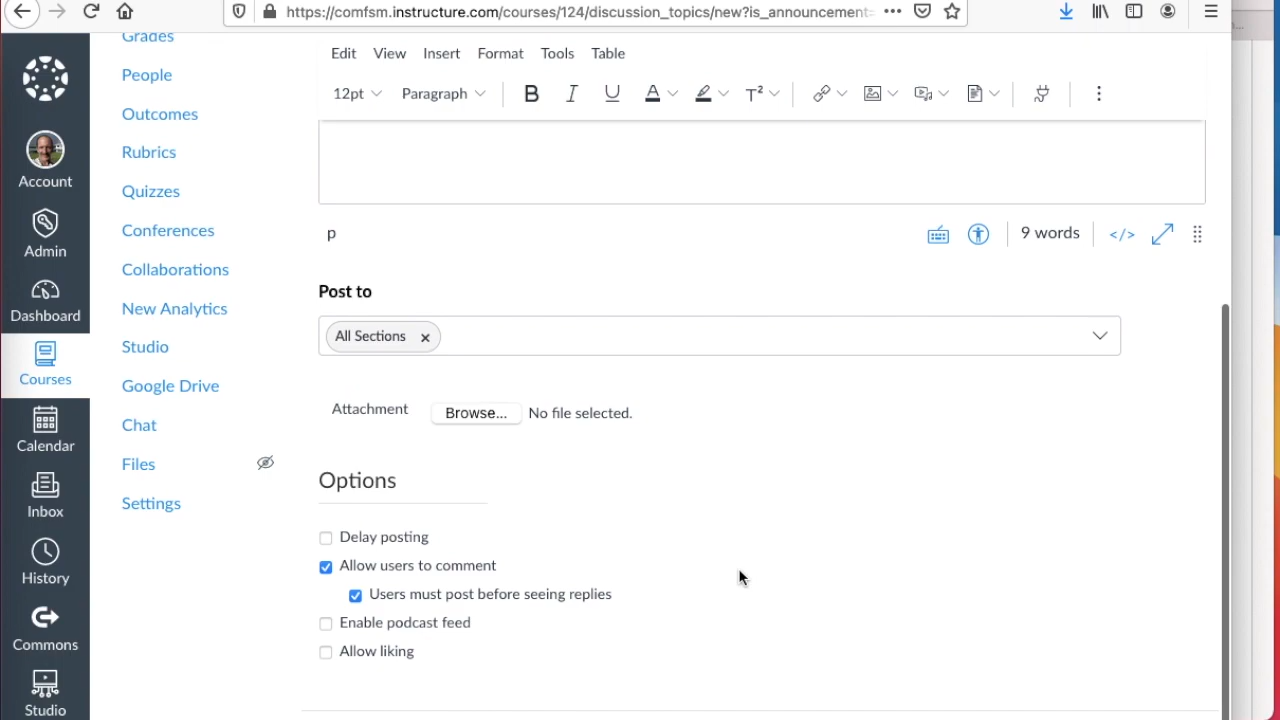 https://comfsm.instructure.com/courses/124/discussion_topics/new?is_announcement=
Account
Admin
Dashboard
Courses
Calendar
Inbox
History
Commons
Studio
Grades
People
Outcomes
Rubrics
Quizzes
Conferences
Collaborations
New Analytics
Studio
Google Drive
Chat
Files
Settings
Edit View Insert Format Tools Table
12pt Paragraph B I U A T²
p 9 words </>
Post to
All Sections ×
Attachment Browse... No file selected.
Options
Delay posting
Allow users to comment
Users must post before seeing replies
Enable podcast feed
Allow liking